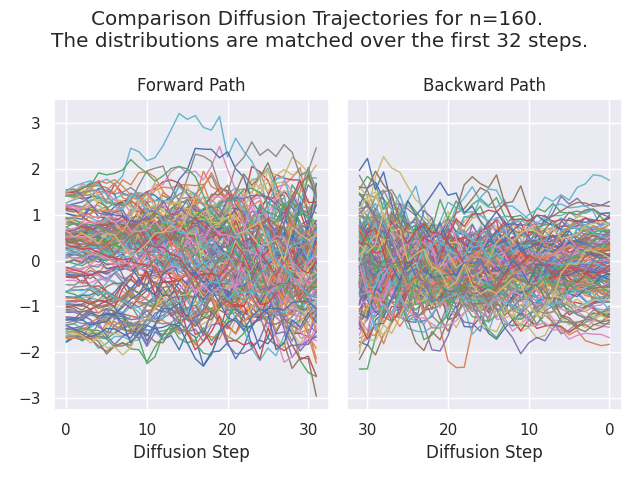 Comparison Diffusion Trajectories for n=160.
The distributions are matched over the first 32 steps.
Forward Path
Backward Path
3
2
1
0
−1
−2
−3
0 10 20 30
30 20 10 0
Diffusion Step
Diffusion Step